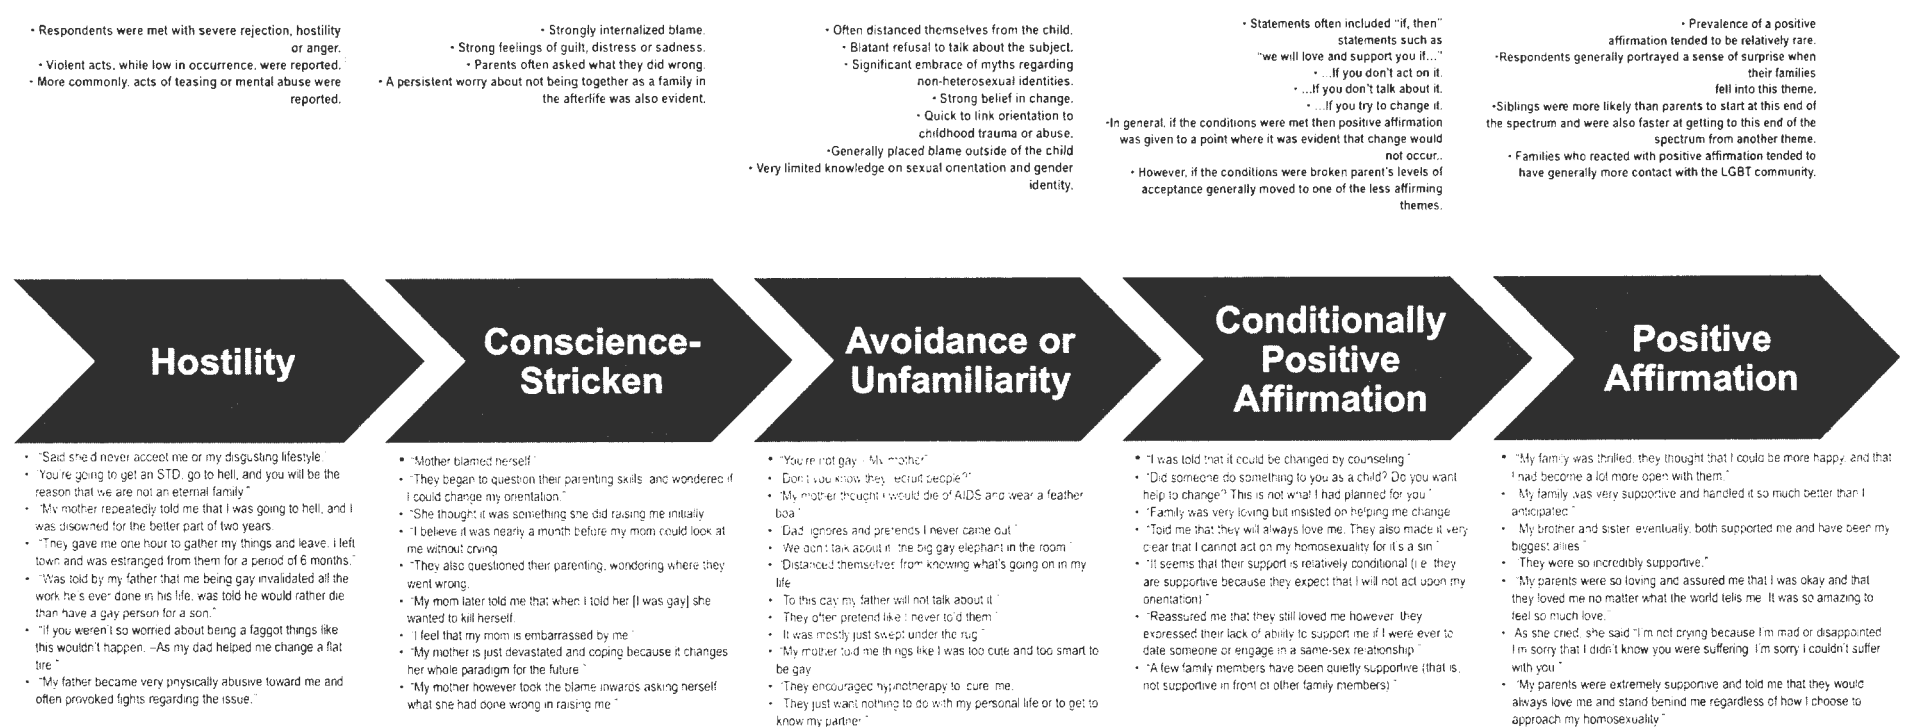 • Respondents were met with severe rejection, hostility
or anger.
• Violent acts, while low in occurrence, were reported.
• More commonly, acts of teasing or mental abuse were
reported.
• Strongly internalized blame.
• Strong feelings of guilt, distress or sadness.
• Parents often asked what they did wrong.
• A persistent worry about not being together as a family in
the afterlife was also evident.
• Often distanced themselves from the child.
• Blatant refusal to talk about the subject.
• Significant embrace of myths regarding
non-heterosexual identities.
• Strong belief in change.
• Quick to link orientation to
childhood trauma or abuse.
•Generally placed blame outside of the child
• Very limited knowledge on sexual orientation and gender
identity.
• Statements often included "if, then"
statements such as
"we will love and support you if..."
• ...If you don't act on it.
• ...If you don't talk about it.
• ...If you try to change it.
•In general, if the conditions were met then positive affirmation
was given to a point where it was evident that change would
not occur..
• However, if the conditions were broken parent's levels of
acceptance generally moved to one of the less affirming
themes.
• Prevalence of a positive
affirmation tended to be relatively rare.
•Respondents generally portrayed a sense of surprise when
their families
fell into this theme.
•Siblings were more likely than parents to start at this end of
the spectrum and were also faster at getting to this end of the
spectrum from another theme.
• Families who reacted with positive affirmation tended to
have generally more contact with the LGBT community.
Hostility
Conscience-
Stricken
Avoidance or
Unfamiliarity
Conditionally
Positive
Affirmation
Positive
Affirmation
• "Said she'd never accept me or my disgusting lifestyle."
• "You're going to get an STD, go to hell, and you will be the
reason that we are not an eternal family"
• "My mother repeatedly told me that I was going to hell, and I
was disowned for the better part of two years.
• "They gave me one hour to gather my things and leave. I left
town and was estranged from them for a period of 6 months."
• "Was told by my father that me being gay invalidated all the
work he's ever done in his life, was told he would rather die
than have a gay person for a son."
• "If you weren't so worried about being a faggot things like
this wouldn't happen. –As my dad helped me change a flat
tire"
• "My father became very physically abusive toward me and
often provoked fights regarding the issue."
• "Mother blamed herself"
• "They began to question their parenting skills, and wondered if
I could change my orientation."
• "She thought it was something she did raising me initially
• "I believe it was nearly a month before my mom could look at
me without crying
• "They also questioned their parenting, wondering where they
went wrong.
• "My mom later told me that when I told her [I was gay] she
wanted to kill herself.
• "I feel that my mom is embarrassed by me"
• "My mother is just devastated and coping because it changes
her whole paradigm for the future"
• "My mother however took the blame inwards asking herself
what she had done wrong in raising me"
• "You're not gay - My mother"
• Don't you know they recruit people?"
• "My mother thought I would die of AIDS and wear a feather
boa"
• "Dad ignores and pretends I never came out"
• We don't talk about it, the big gay elephant in the room"
• "Distanced themselves from knowing what's going on in my
life
• To this day my father will not talk about it"
• They often pretend like I never told them"
• It was mostly just swept under the rug"
• "My mother told me things like I was too cute and too smart to
be gay
• "They encouraged hypnotherapy to cure me.
• They just want nothing to do with my personal life or to get to
know my partner"
• "I was told that it could be changed by counseling"
• "Did someone do something to you as a child? Do you want
help to change? This is not what I had planned for you"
• "Family was very loving but insisted on helping me change
• "Told me that they will always love me. They also made it very
clear that I cannot act on my homosexuality for it's a sin"
• "It seems that their support is relatively conditional (i.e. they
are supportive because they expect that I will not act upon my
orientation)"
• "Reassured me that they still loved me however they
expressed their lack of ability to support me if I were ever to
date someone or engage in a same-sex relationship"
• "A few family members have been quietly supportive (that is,
not supportive in front of other family members)"
• "My family was thrilled, they thought that I could be more happy, and that
I had become a lot more open with them."
• My family was very supportive and handled it so much better than I
anticipated"
• My brother and sister, eventually, both supported me and have been my
biggest allies"
• They were so incredibly supportive."
• "My parents were so loving and assured me that I was okay and that
they loved me no matter what the world tells me. It was so amazing to
feel so much love."
• As she cried, she said "I'm not crying because I'm mad or disappointed
I'm sorry that I didn't know you were suffering. I'm sorry I couldn't suffer
with you"
• "My parents were extremely supportive and told me that they would
always love me and stand behind me regardless of how I choose to
approach my homosexuality"